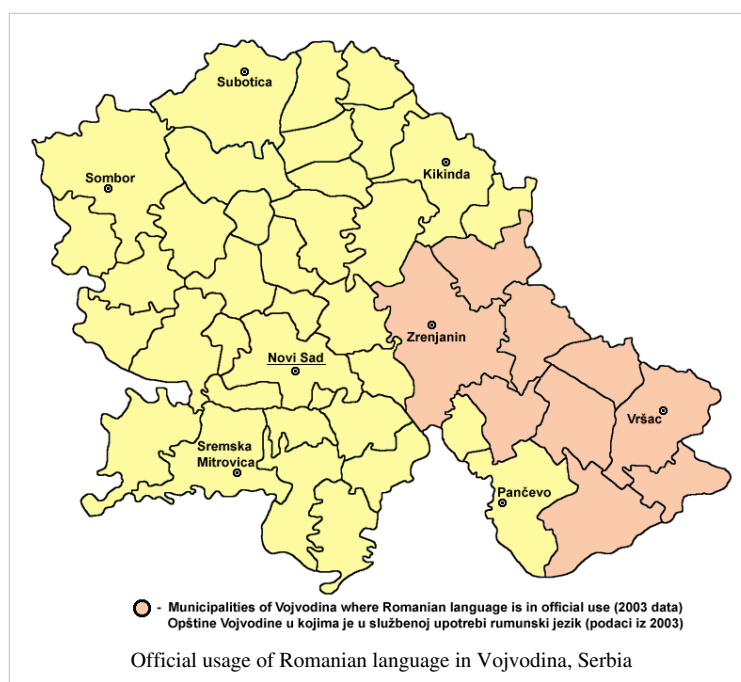 Subotica
Kikinda
Sombor
Zrenjanin
Novi Sad
Vršac
Sremska
Mitrovica
Pančevo
- Municipalities of Vojvodina where Romanian language is in official use (2003 data)
Opštine Vojvodine u kojima je u službenoj upotrebi rumunski jezik (podaci iz 2003)
Official usage of Romanian language in Vojvodina, Serbia